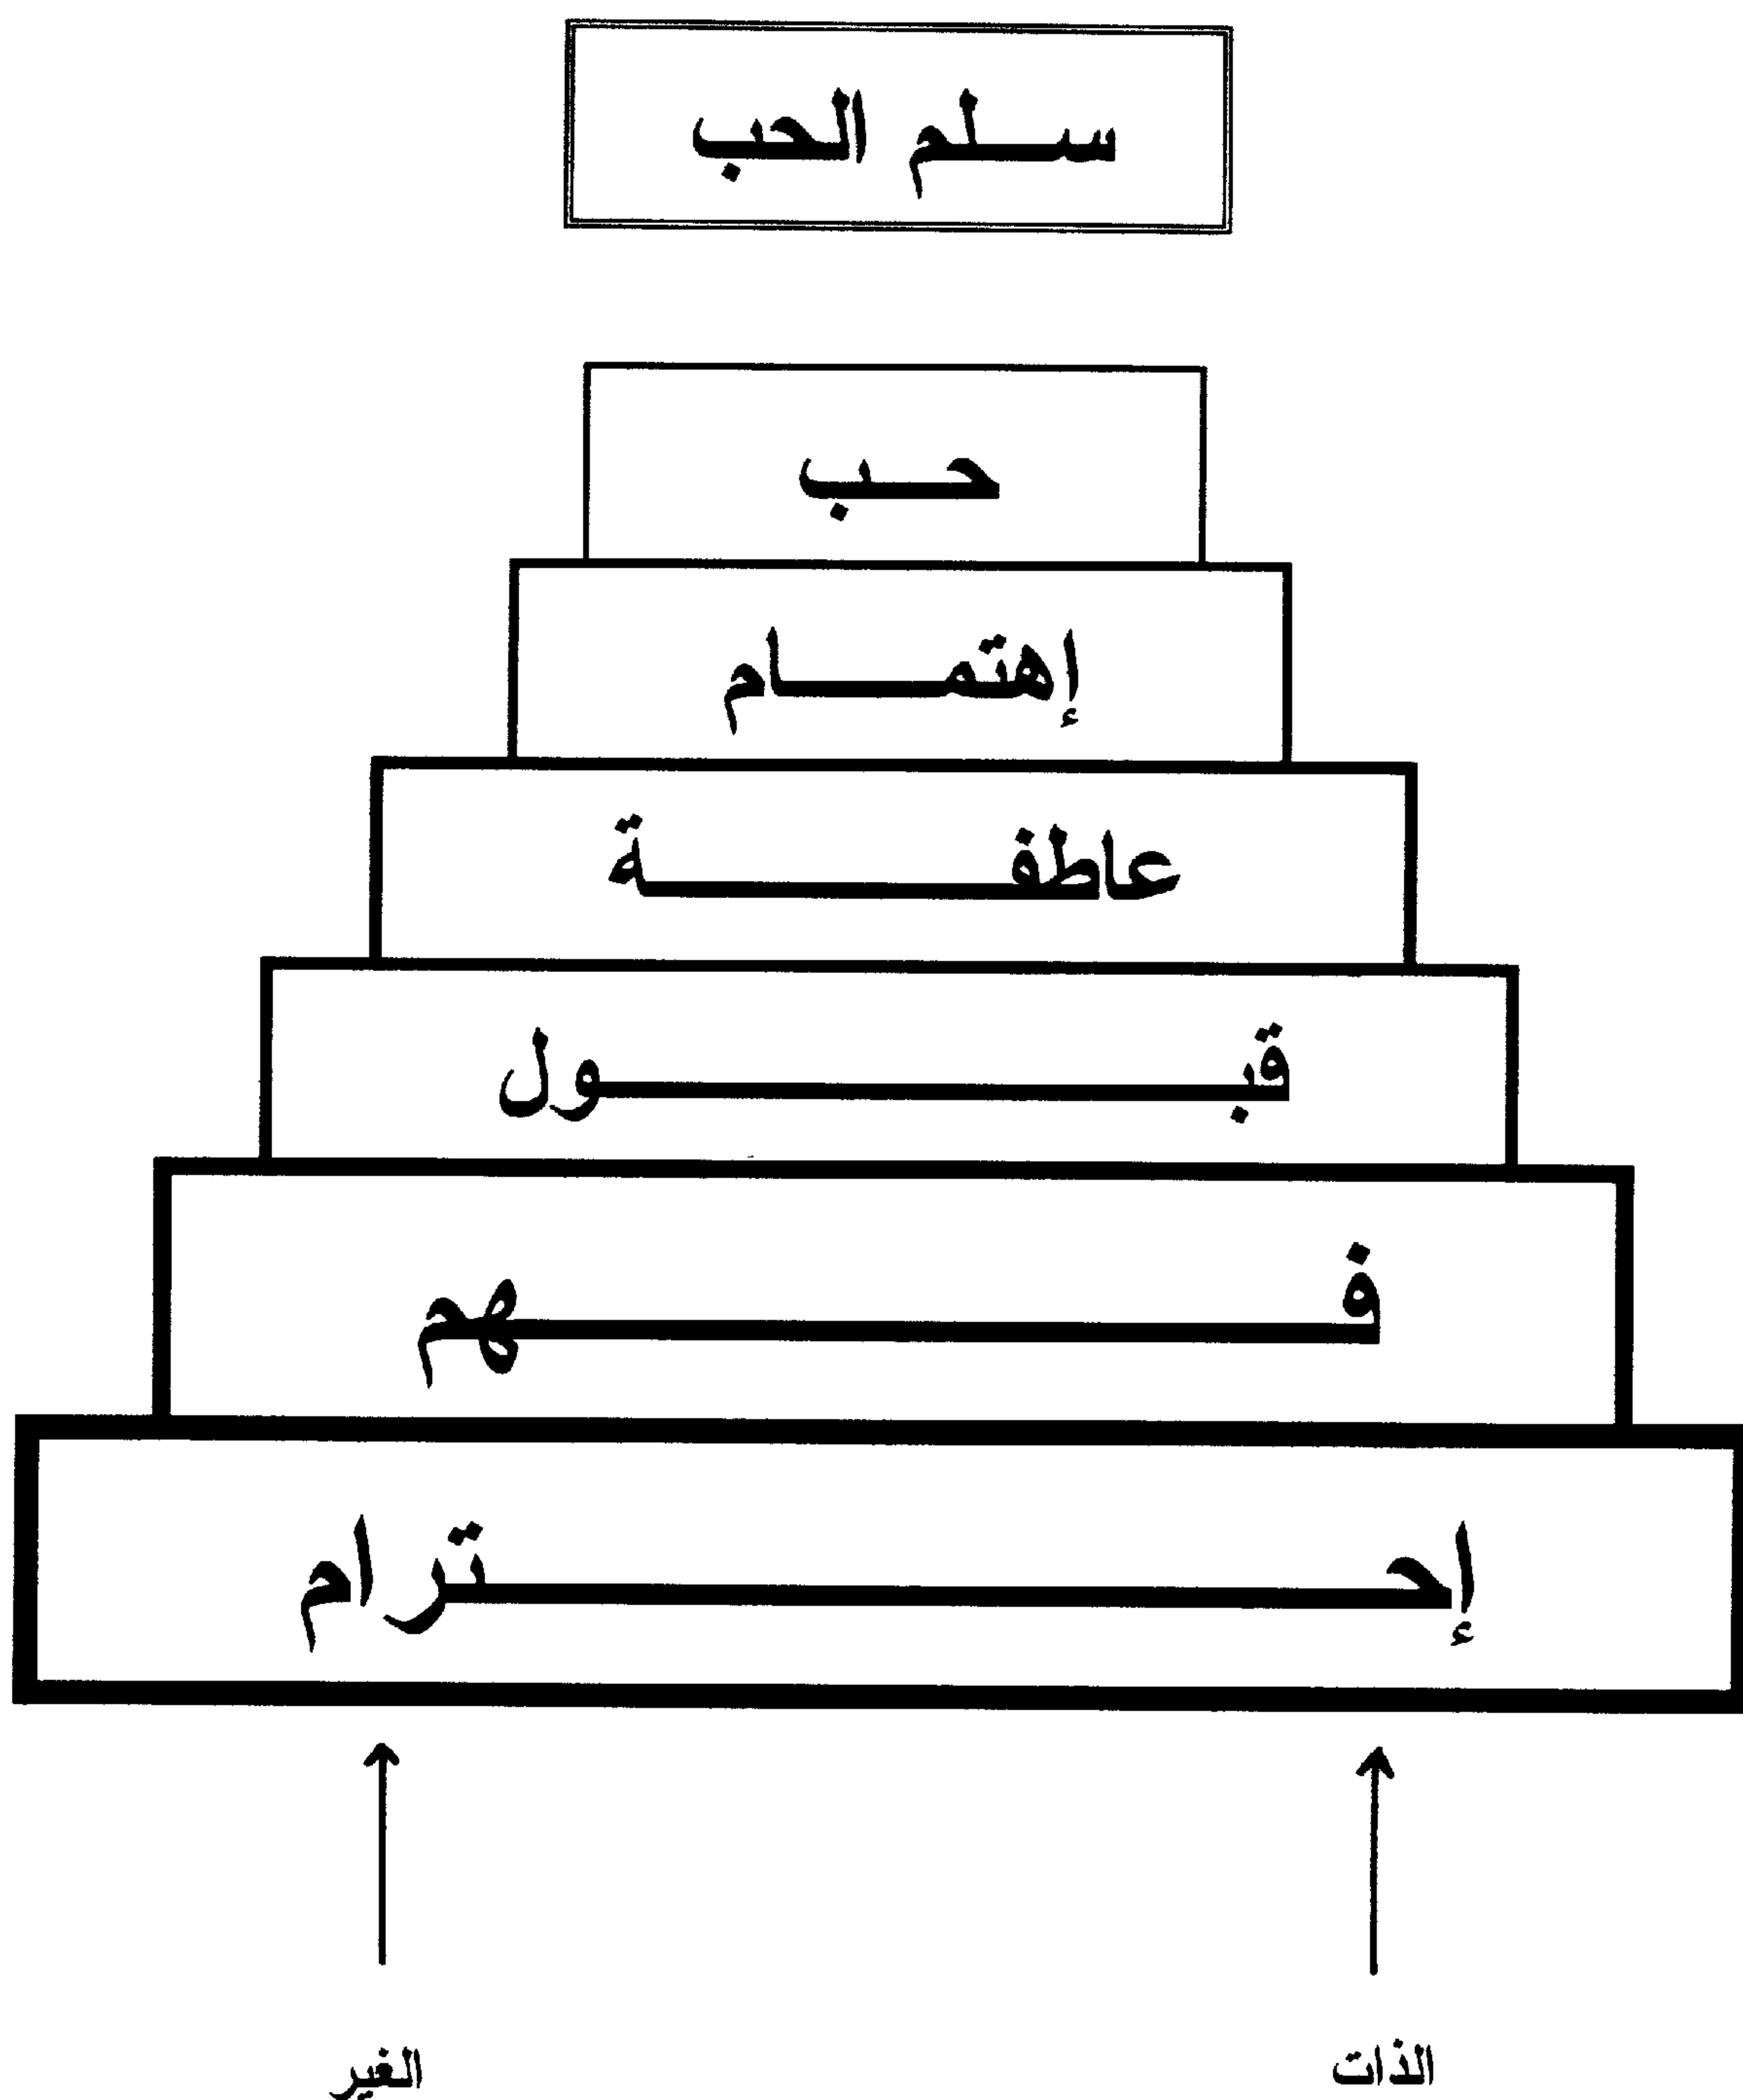 سلم الحب
حب
إهتمام
عاطفة
قبول
فهم
إحترام
الذات الغير